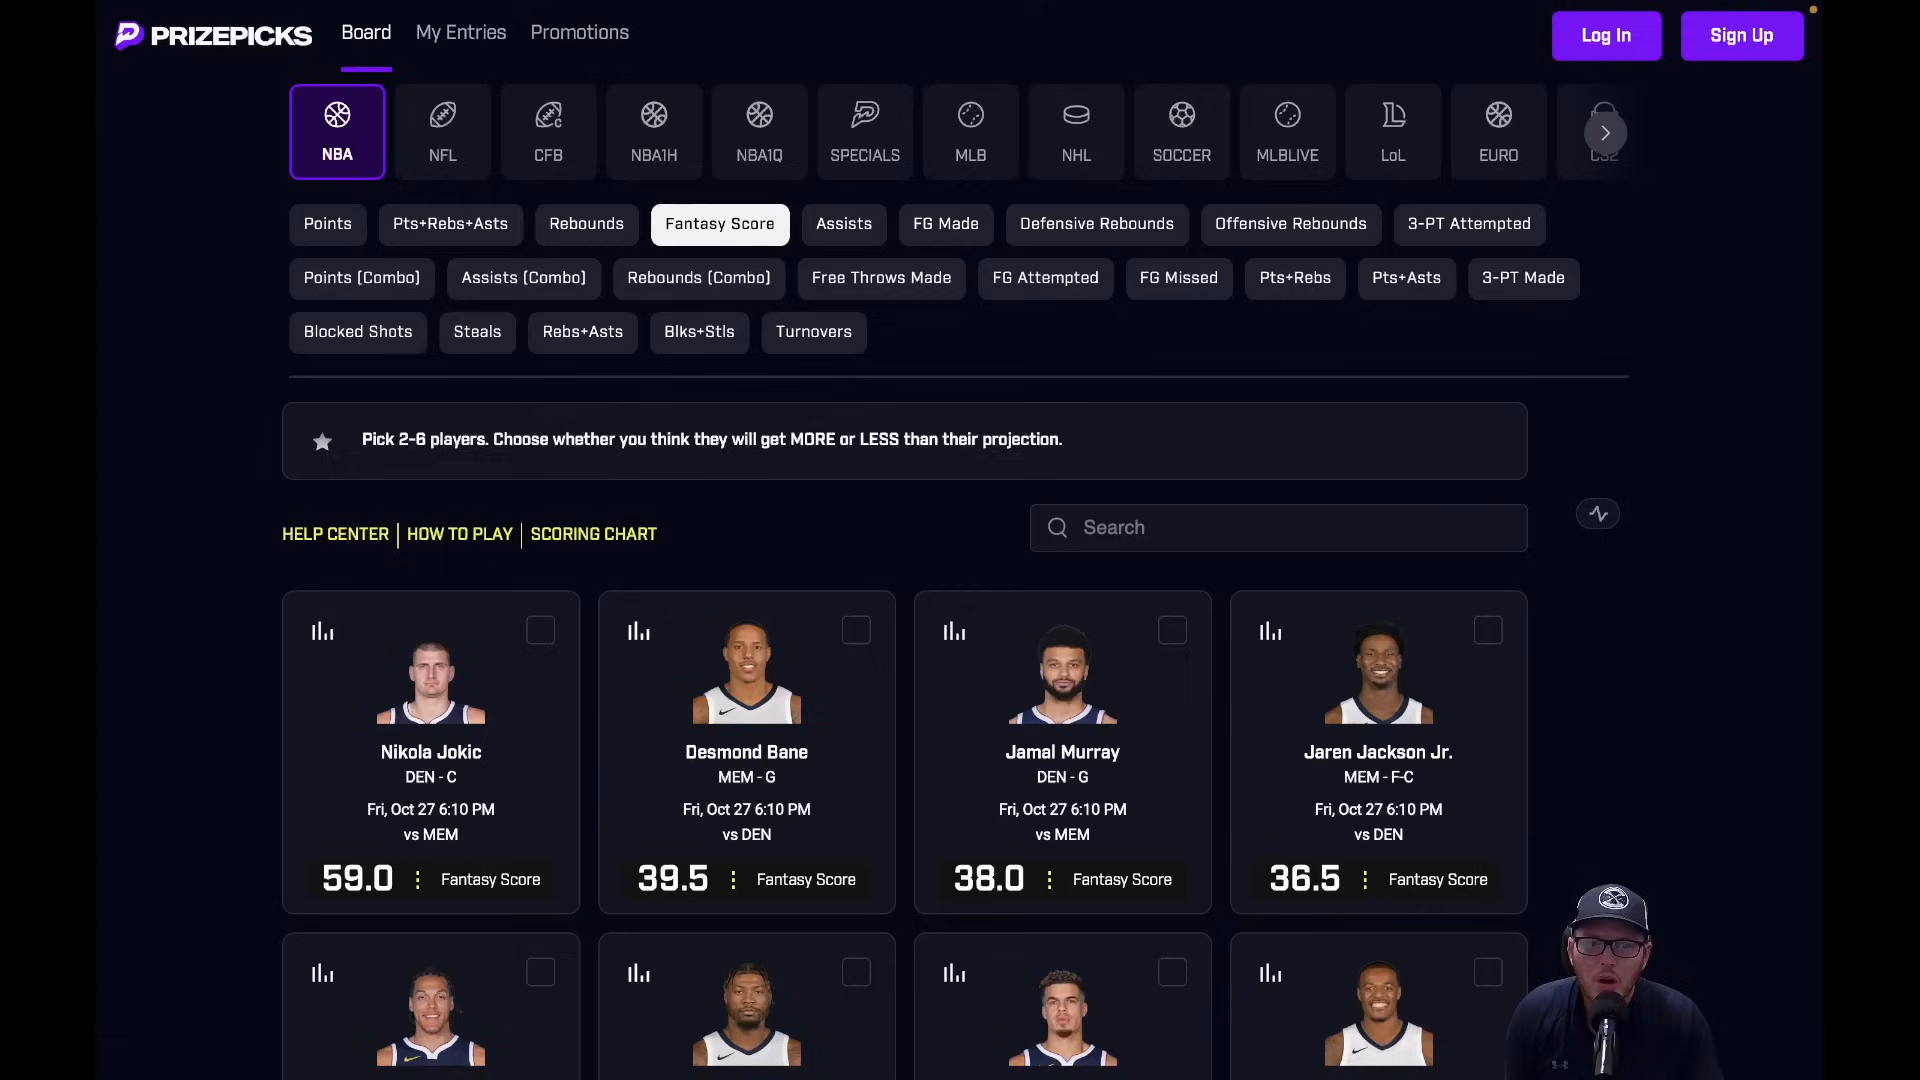 PRIZEPICKS Board My Entries Promotions Log In Sign Up
NBA NFL CFB NBA1H NBA1Q SPECIALS MLB NHL SOCCER MLBLIVE LoL EURO CS2
Points Pts+Rebs+Asts Rebounds Fantasy Score Assists FG Made Defensive Rebounds Offensive Rebounds 3-PT Attempted
Points (Combo) Assists (Combo) Rebounds (Combo) Free Throws Made FG Attempted FG Missed Pts+Rebs Pts+Asts 3-PT Made
Blocked Shots Steals Rebs+Asts Blks+Stls Turnovers
Pick 2-6 players. Choose whether you think they will get MORE or LESS than their projection.
HELP CENTER HOW TO PLAY SCORING CHART Search
Nikola Jokic Desmond Bane Jamal Murray Jaren Jackson Jr.
DEN - C MEM - G DEN - G MEM - F-C
Fri, Oct 27 6:10 PM Fri, Oct 27 6:10 PM Fri, Oct 27 6:10 PM Fri, Oct 27 6:10 PM
vs MEM vs DEN vs MEM vs DEN
59.0 Fantasy Score 39.5 Fantasy Score 38.0 Fantasy Score 36.5 Fantasy Score